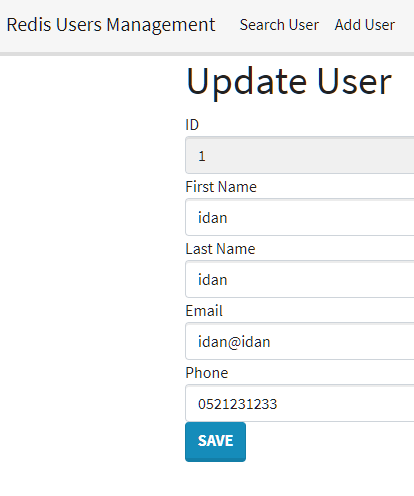 Redis Users Management Search User Add User
Update User
ID
1
First Name
idan
Last Name
idan
Email
idan@idan
Phone
0521231233
SAVE